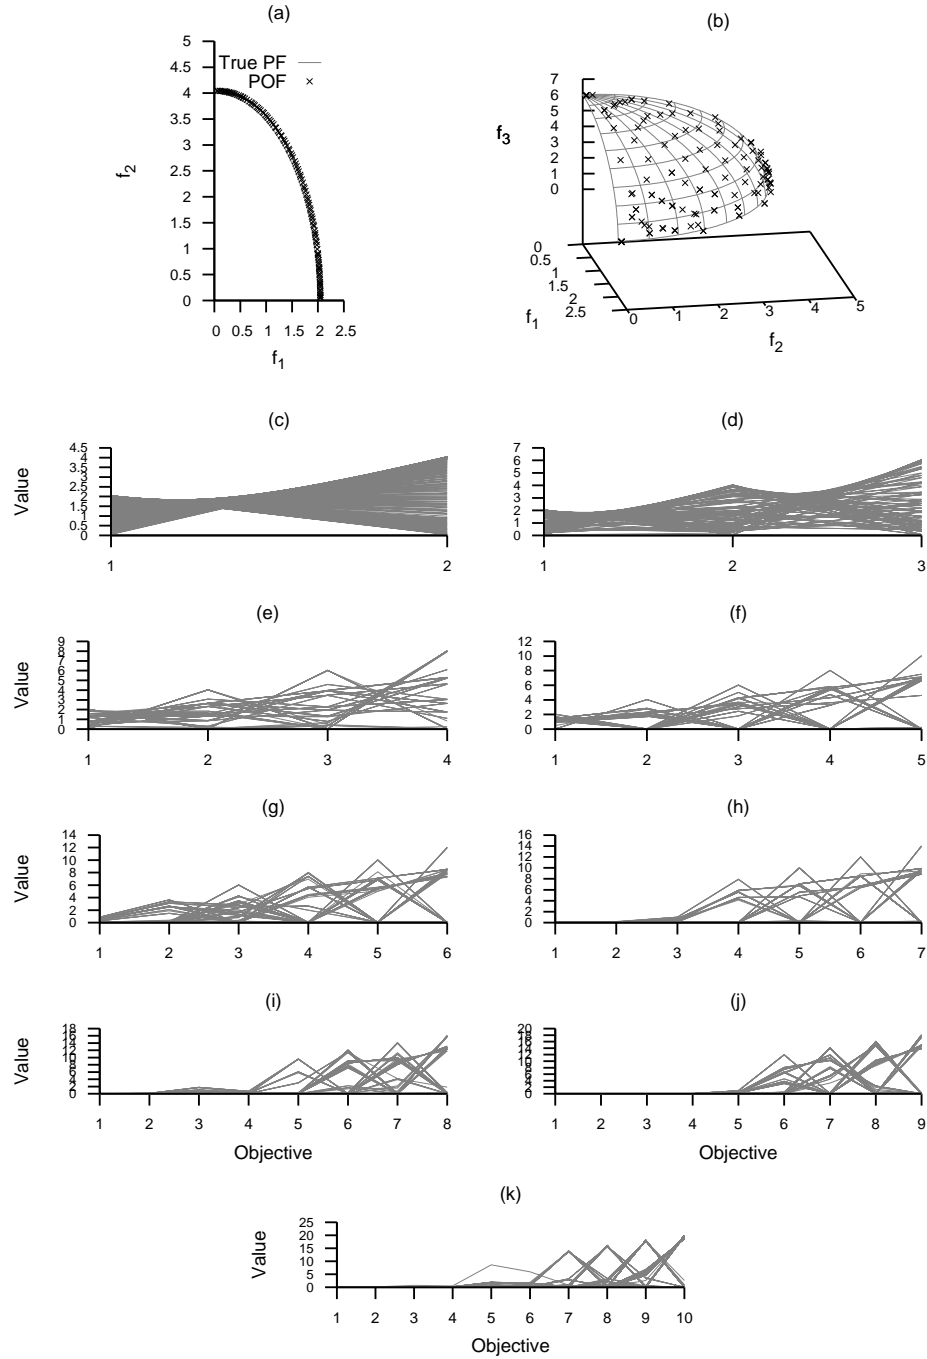 (a)
5
4.5
4
3.5
3
2.5
2
1.5
1
0.5
0
True PF
POF
f2
0 0.5 1 1.5 2 2.5
f1
(b)
7
6
5
4
3
2
1
0
f3
0
0.5
1
1.5
2
2.5
f1
0 1 2 3 4 5
f2
(c)
4.5
4
3.5
3
2.5
2
1.5
1
0.5
0
Value
1 2
(d)
7
6
5
4
3
2
1
0
1 2 3
(e)
9
8
7
6
5
4
3
2
1
0
Value
1 2 3 4
(f)
12
10
8
6
4
2
0
1 2 3 4 5
(g)
14
12
10
8
6
4
2
0
Value
1 2 3 4 5 6
(h)
16
14
12
10
8
6
4
2
0
1 2 3 4 5 6 7
(i)
18
16
14
12
10
8
6
4
2
0
Value
1 2 3 4 5 6 7 8
Objective
(j)
20
18
16
14
12
10
8
6
4
2
0
1 2 3 4 5 6 7 8 9
Objective
(k)
25
20
15
10
5
0
Value
1 2 3 4 5 6 7 8 9 10
Objective